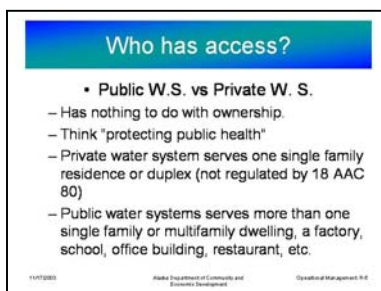 Who has access?
• Public W.S. vs Private W. S.
– Has nothing to do with ownership.
– Think "protecting public health"
– Private water system serves one single family
residence or duplex (not regulated by 18 AAC
80)
– Public water systems serves more than one
single family or multifamily dwelling, a factory,
school, office building, restaurant, etc.
Alaska Department of Community and
Economic Development
Operational Management